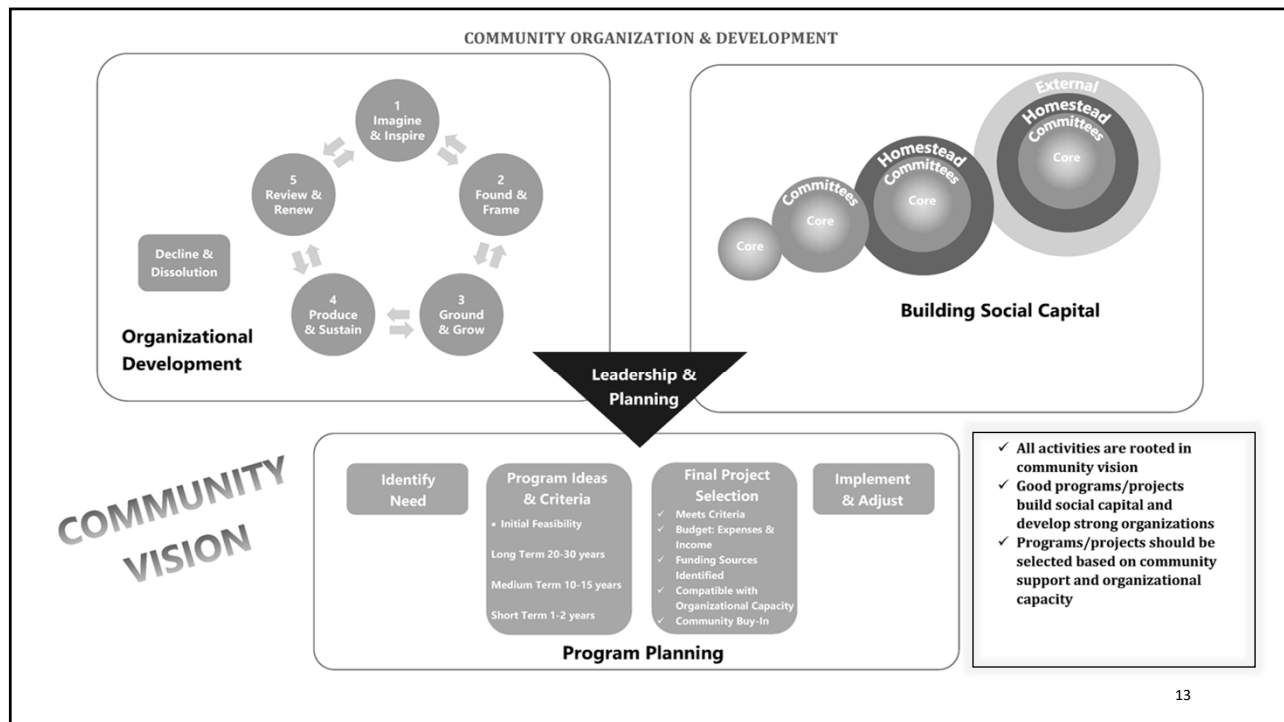 COMMUNITY ORGANIZATION & DEVELOPMENT
1
Imagine
& Inspire
2
Found &
Frame
3
Ground
& Grow
4
Produce
& Sustain
5
Review &
Renew
Decline &
Dissolution
Organizational
Development
Core
Committees
Core
Homestead
Committees
Core
External
Homestead
Committees
Core
Building Social Capital
Leadership &
Planning
COMMUNITY
VISION
Identify
Need
Program Ideas
& Criteria
• Initial Feasibility
Long Term 20-30 years
Medium Term 10-15 years
Short Term 1-2 years
Final Project
Selection
✓ Meets Criteria
✓ Budget: Expenses &
Income
✓ Funding Sources
Identified
✓ Compatible with
Organizational Capacity
✓ Community Buy-In
Implement
& Adjust
Program Planning
✓ All activities are rooted in
community vision
✓ Good programs/projects
build social capital and
develop strong organizations
✓ Programs/projects should be
selected based on community
support and organizational
capacity
13